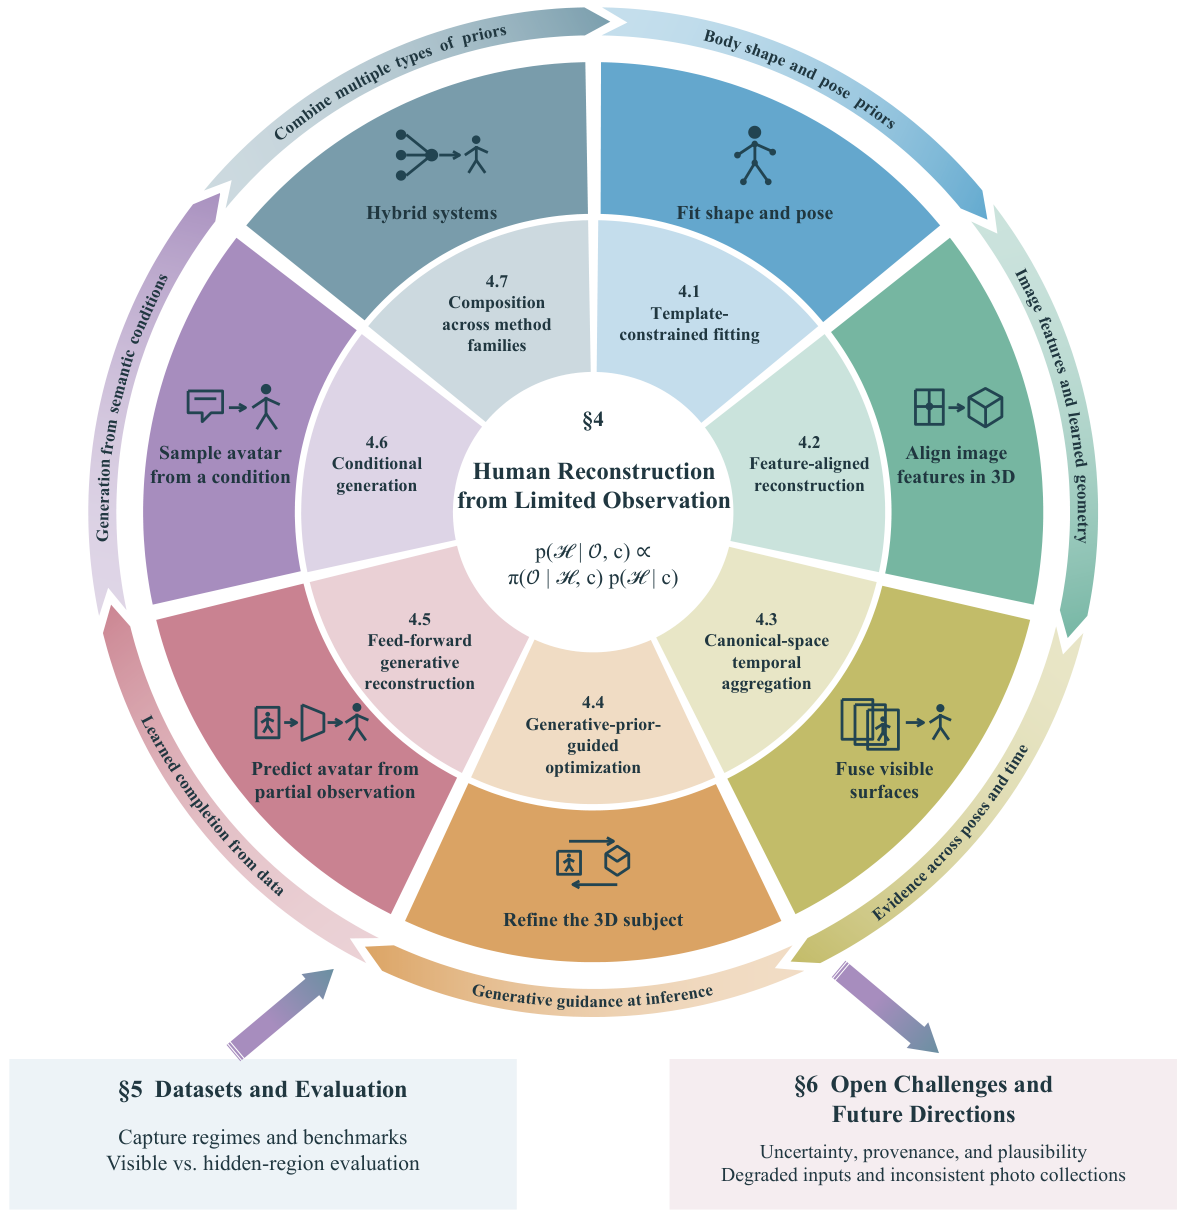 Combine multiple types of priors
Body shape and pose priors
Image features and learned geometry
Evidence across poses and time
Generative guidance at inference
Learned completion from data
Generation from semantic conditions
Hybrid systems
Fit shape and pose
Align image
features in 3D
Fuse visible
surfaces
Refine the 3D subject
Predict avatar from
partial observation
Sample avatar
from a condition
4.7
Composition
across method
families
4.1
Template-
constrained fitting
4.2
Feature-aligned
reconstruction
4.3
Canonical-space
temporal
aggregation
4.4
Generative-prior-
guided
optimization
4.5
Feed-forward
generative
reconstruction
4.6
Conditional
generation
§4
Human Reconstruction
from Limited Observation
p(ℋ | 𝒪, c) ∝
π(𝒪 | ℋ, c) p(ℋ | c)
§5 Datasets and Evaluation
Capture regimes and benchmarks
Visible vs. hidden-region evaluation
§6 Open Challenges and
Future Directions
Uncertainty, provenance, and plausibility
Degraded inputs and inconsistent photo collections